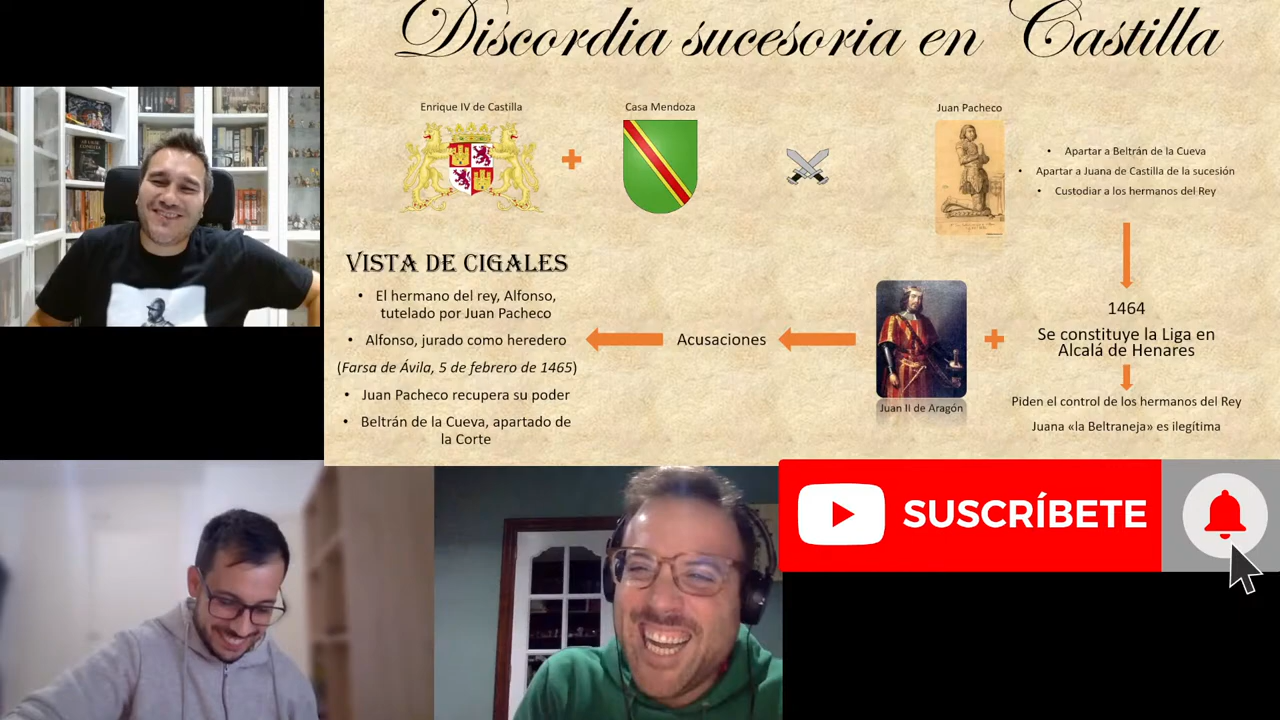 Discordia sucesoria en Castilla
Enrique IV de Castilla
Casa Mendoza
Juan Pacheco
• Apartar a Beltrán de la Cueva
• Apartar a Juana de Castilla de la sucesión
• Custodiar a los hermanos del Rey
VISTA DE CIGALES
• El hermano del rey, Alfonso,
tutelado por Juan Pacheco
• Alfonso, jurado como heredero
(Farsa de Ávila, 5 de febrero de 1465)
• Juan Pacheco recupera su poder
• Beltrán de la Cueva, apartado de
la Corte
Acusaciones
Juan II de Aragón
1464
Se constituye la Liga en
Alcalá de Henares
Piden el control de los hermanos del Rey
Juana «la Beltraneja» es ilegítima
SUSCRÍBETE